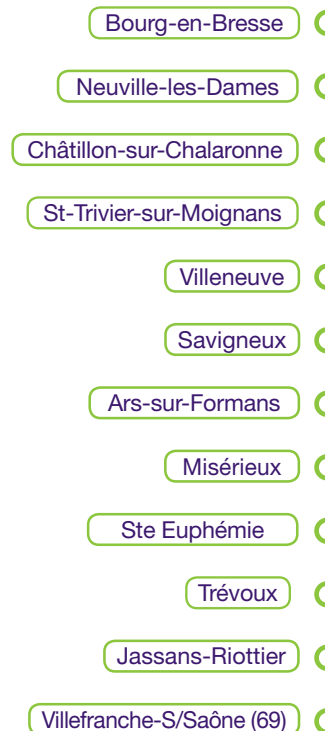 Bourg-en-Bresse
Neuville-les-Dames
Châtillon-sur-Chalaronne
St-Trivier-sur-Moignans
Villeneuve
Savigneux
Ars-sur-Formans
Misérieux
Ste Euphémie
Trévoux
Jassans-Riottier
Villefranche-S/Saône (69)